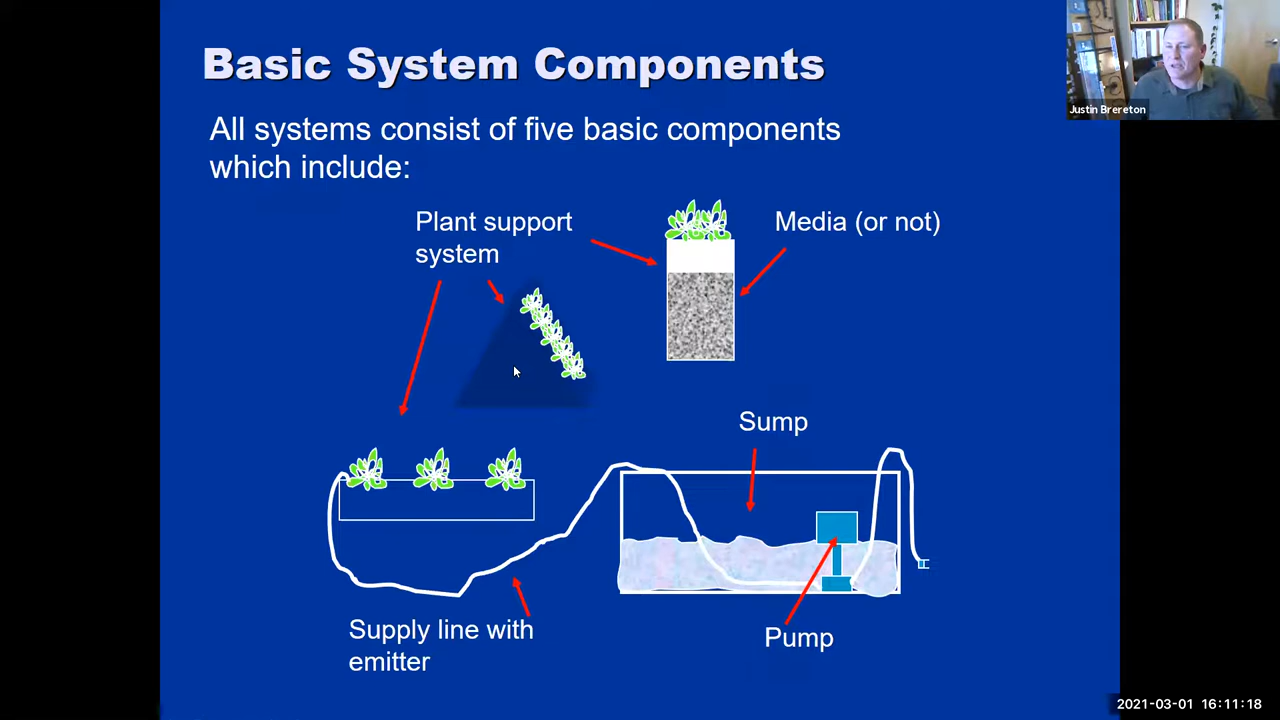 Basic System Components
Justin Brereton
All systems consist of five basic components
which include:
Plant support
system
Media (or not)
Sump
Supply line with
emitter
Pump
2021-03-01 16:11:18